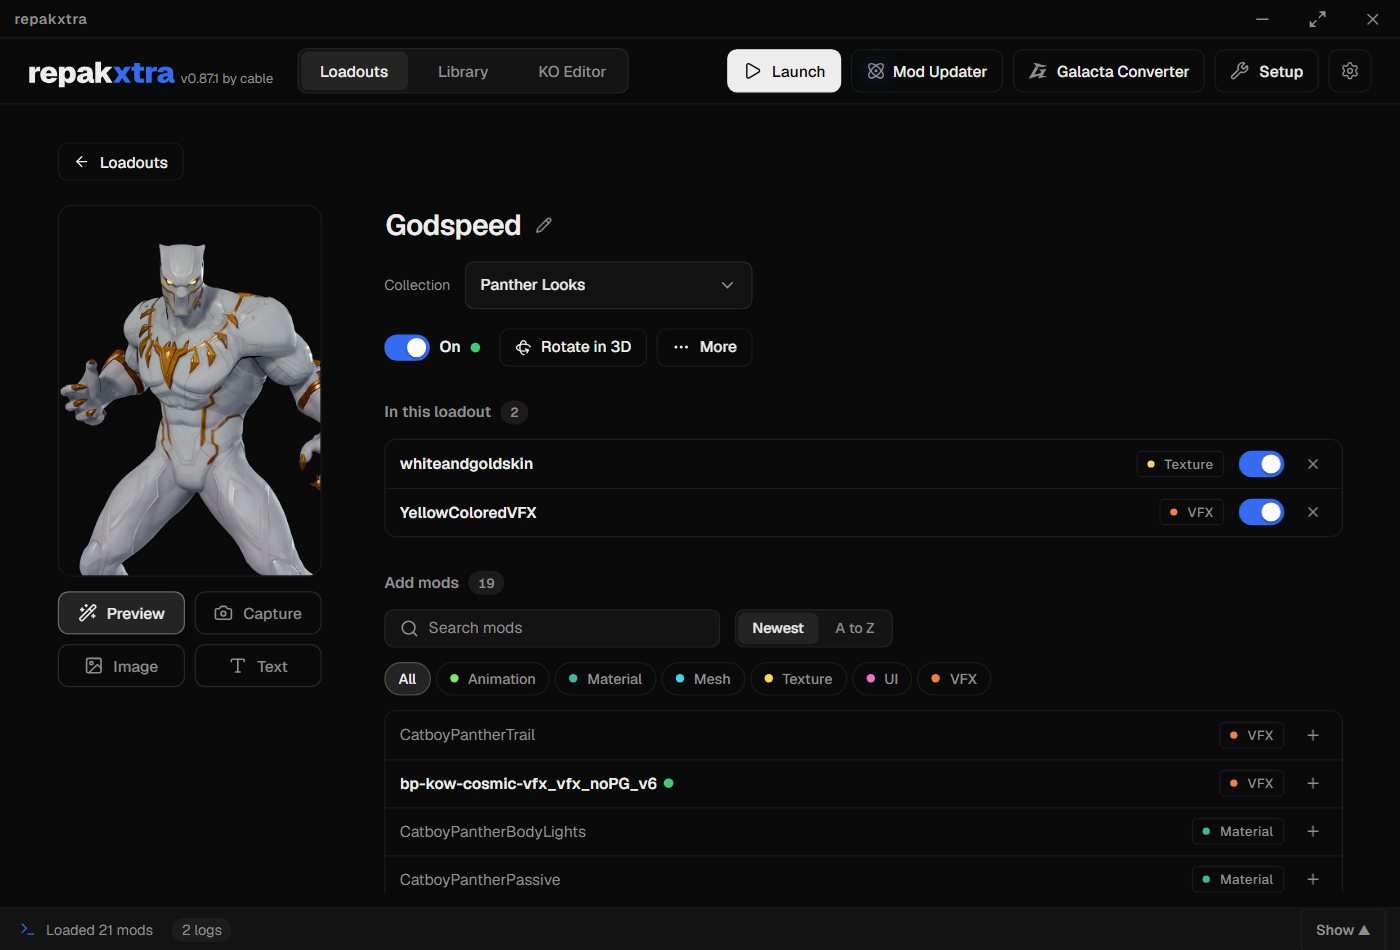 repakxtra
repakxtra v0.87.1 by cable
Loadouts
Library
KO Editor
Launch
Mod Updater
Galacta Converter
Setup
Loadouts
Godspeed
Collection
Panther Looks
On
Rotate in 3D
More
In this loadout 2
whiteandgoldskin
Texture
YellowColoredVFX
VFX
Preview
Capture
Image
Text
Add mods 19
Search mods
Newest
A to Z
All
Animation
Material
Mesh
Texture
UI
VFX
CatboyPantherTrail
VFX
bp-kow-cosmic-vfx_vfx_noPG_v6
VFX
CatboyPantherBodyLights
Material
CatboyPantherPassive
Material
Loaded 21 mods
2 logs
Show